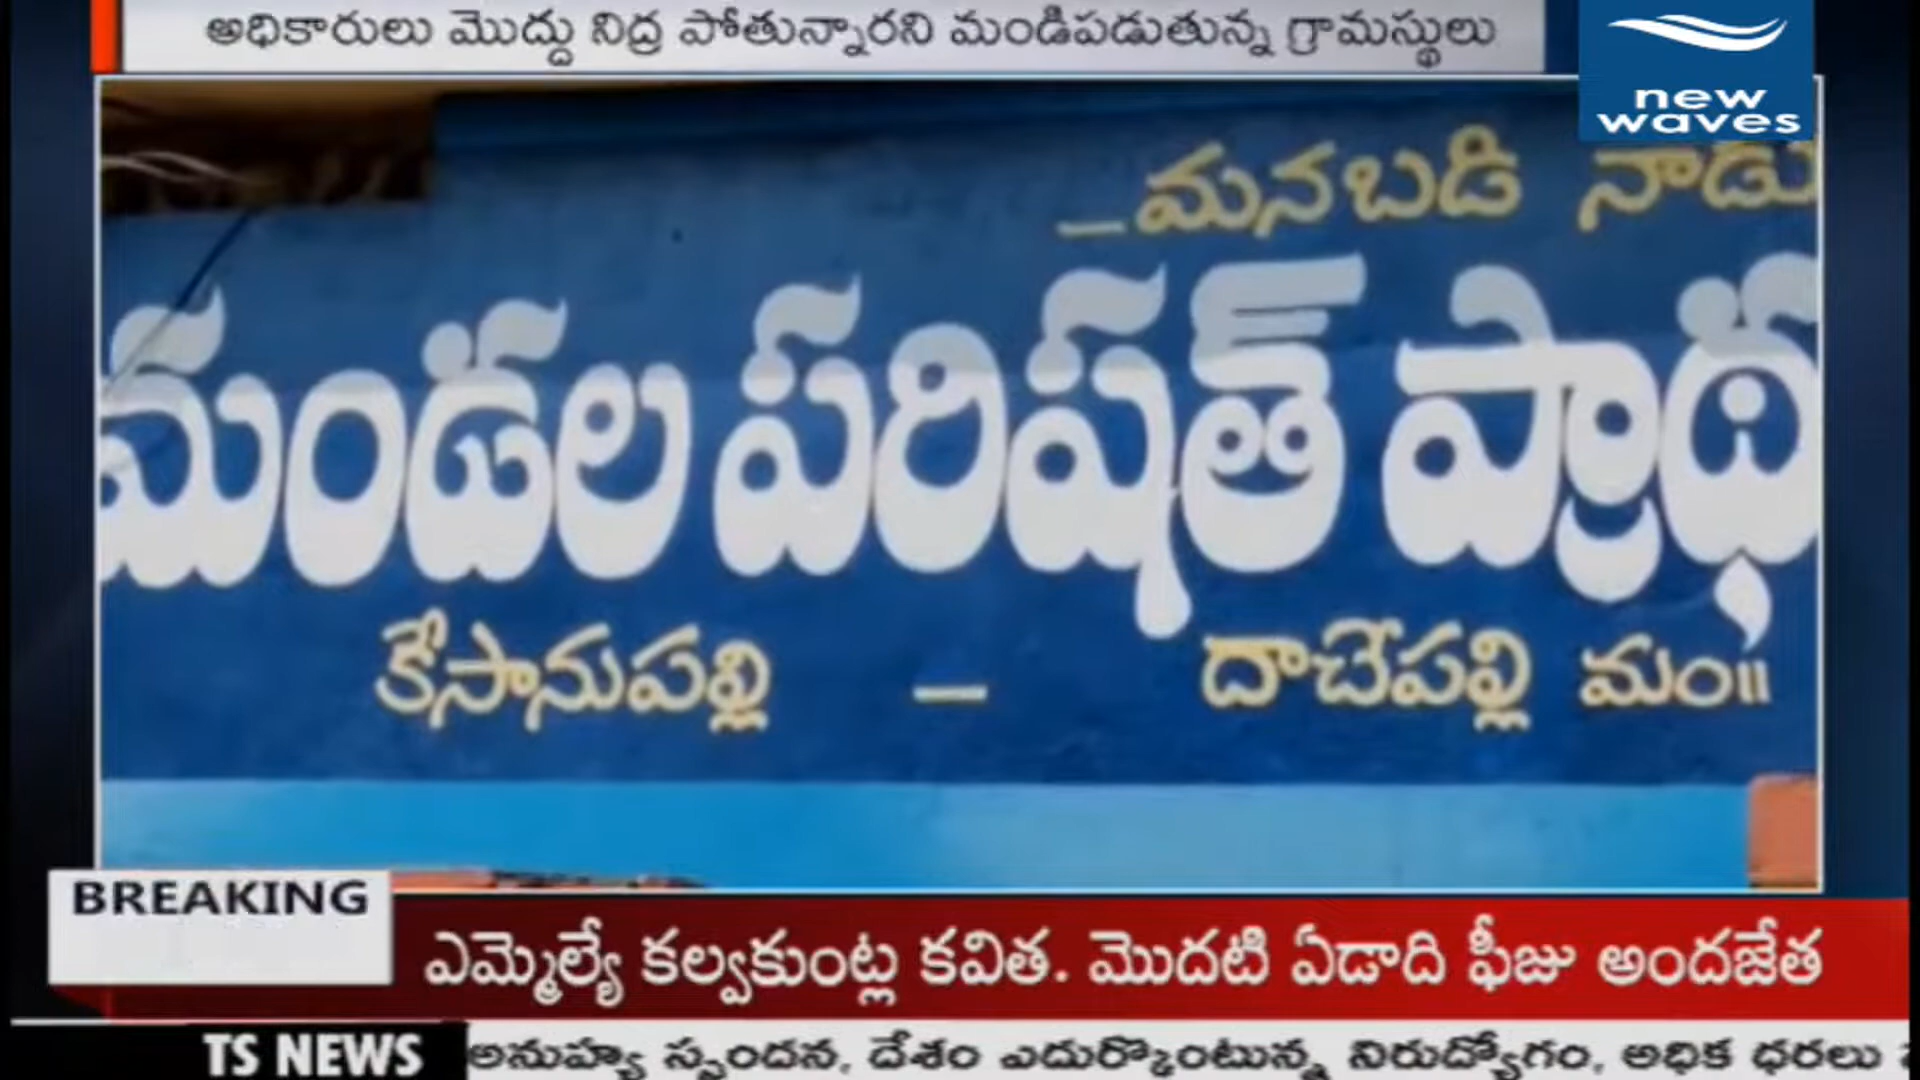 అధికారులు మొద్దు నిద్ర పోతున్నారని మండిపడుతున్న గ్రామస్థులు
new
waves
మనబడి నాడు
మండల పరిషత్ ప్రాథ
కేసానుపల్లి – దాచేపల్లి మం॥
BREAKING
ఎమ్మెల్యే కల్వకుంట్ల కవిత. మొదటి ఏడాది ఫీజు అందజేత
TS NEWS
అనుహ్య స్పందన, దేశం ఎదుర్కొంటున్న నిరుద్యోగం, అధిక ధరలు